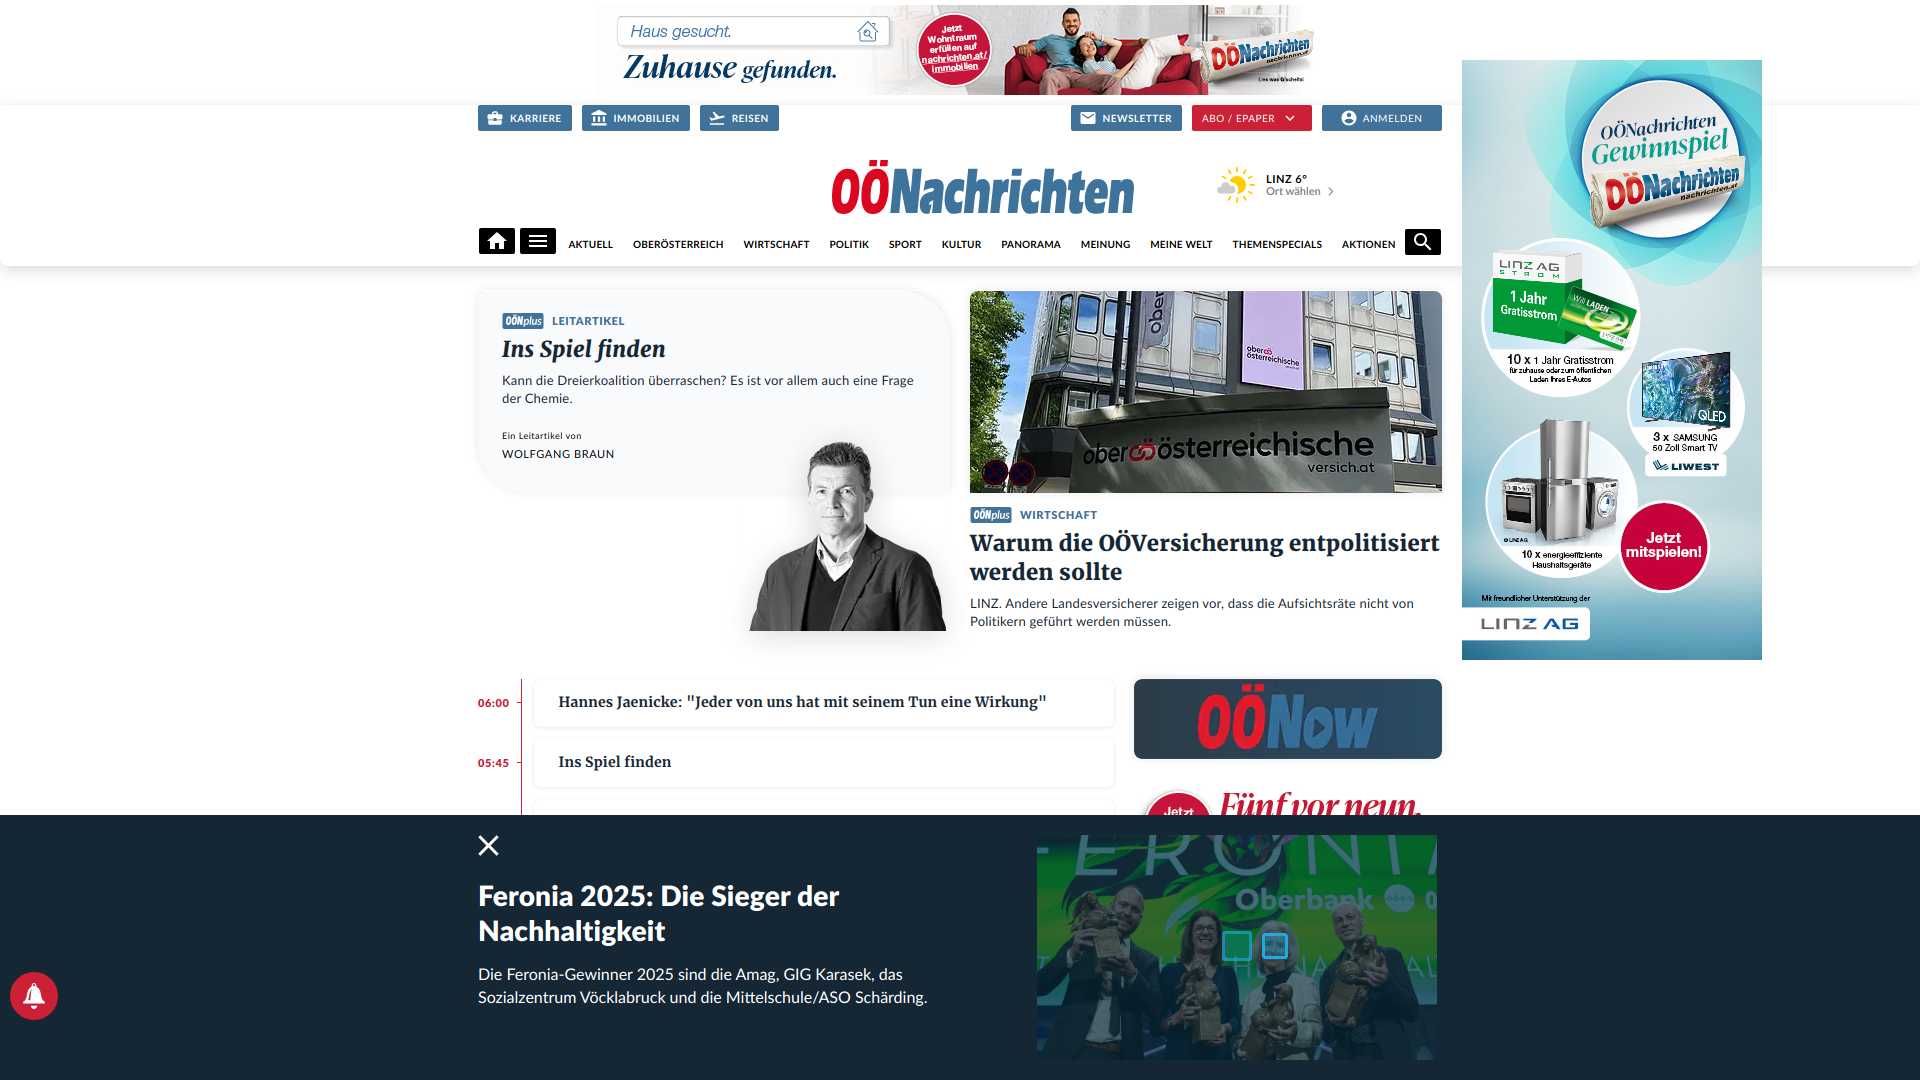 Haus gesucht.
Zuhause gefunden.
Jetzt
Wohntraum
erfüllen auf
nachrichten.at/
immobilien
OÖNachrichten
KARRIERE
IMMOBILIEN
REISEN
NEWSLETTER
ABO / EPAPER
ANMELDEN
OÖNachrichten
LINZ 6°
Ort wählen
AKTUELL
OBERÖSTERREICH
WIRTSCHAFT
POLITIK
SPORT
KULTUR
PANORAMA
MEINUNG
MEINE WELT
THEMENSPECIALS
AKTIONEN
OÖNplus LEITARTIKEL
Ins Spiel finden
Kann die Dreierkoalition überraschen? Es ist vor allem auch eine Frage
der Chemie.
Ein Leitartikel von
WOLFGANG BRAUN
ober
österreichische
oberösterreichische
versich.at
OÖNplus WIRTSCHAFT
Warum die OÖVersicherung entpolitisiert
werden sollte
LINZ. Andere Landesversicherer zeigen vor, dass die Aufsichtsräte nicht von
Politikern geführt werden müssen.
OÖNachrichten
Gewinnspiel
OÖNachrichten
nachrichten.at
LINZ AG
STROM
1 Jahr
Gratisstrom
Will LADEN
10 x 1 Jahr Gratisstrom
für zuhause oder zum öffentlichen
Laden Ihres E-Autos
QLED
3 x SAMSUNG
50 Zoll Smart TV
LIWEST
© LINZ AG
10 x energieeffiziente
Haushaltsgeräte
Jetzt
mitspielen!
Mit freundlicher Unterstützung der
LINZ AG
06:00
Hannes Jaenicke: "Jeder von uns hat mit seinem Tun eine Wirkung"
05:45
Ins Spiel finden
OÖNow
Jetzt
Fünf vor neun.
Feronia 2025: Die Sieger der
Nachhaltigkeit
Die Feronia-Gewinner 2025 sind die Amag, GIG Karasek, das
Sozialzentrum Vöcklabruck und die Mittelschule/ASO Schärding.
FERONIA
Oberbank